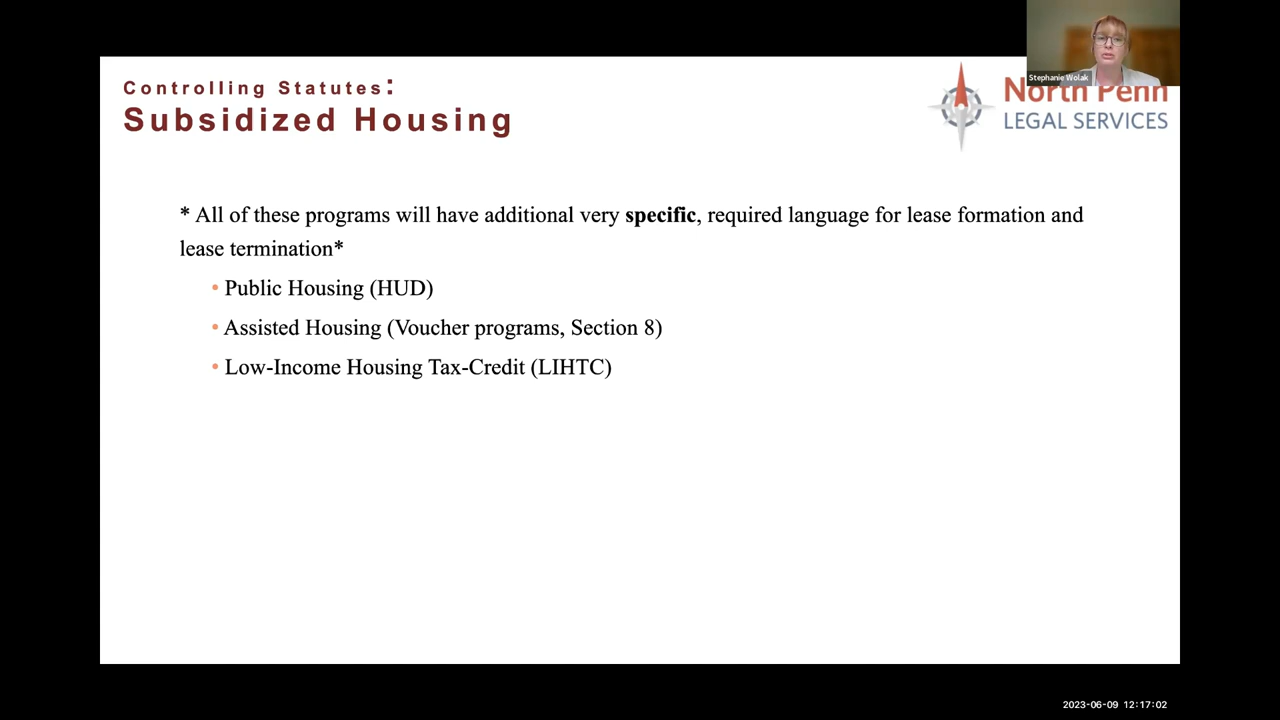 Controlling Statutes:
Subsidized Housing
Stephanie Wolak
North Penn
LEGAL SERVICES
* All of these programs will have additional very specific, required language for lease formation and
lease termination*
• Public Housing (HUD)
• Assisted Housing (Voucher programs, Section 8)
• Low-Income Housing Tax-Credit (LIHTC)
2023-06-09 12:17:02